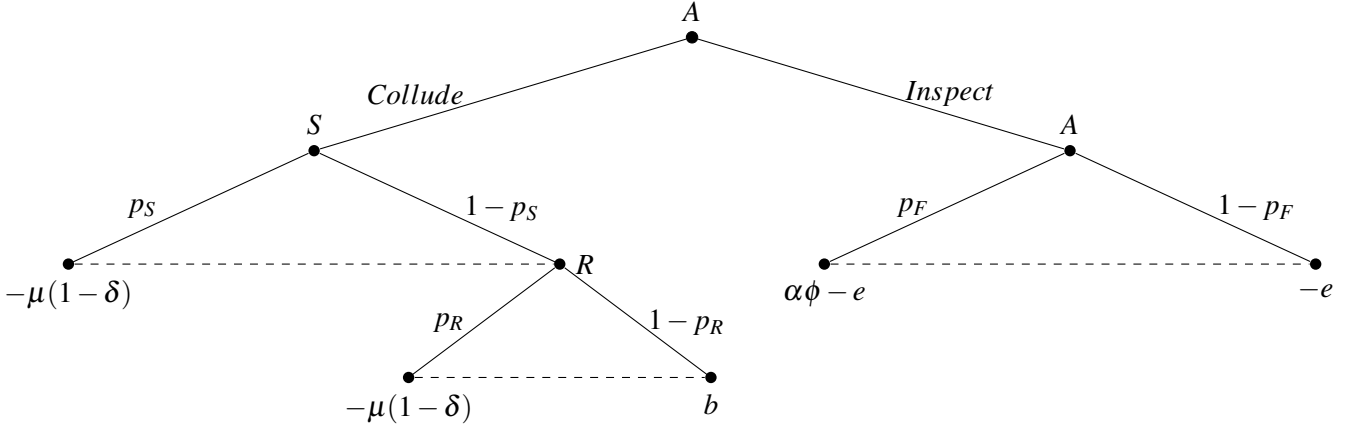 A
Collude Inspect
S A
p_S 1 − p_S p_F 1 − p_F
−μ(1 − δ) R αϕ − e −e
p_R 1 − p_R
−μ(1 − δ) b